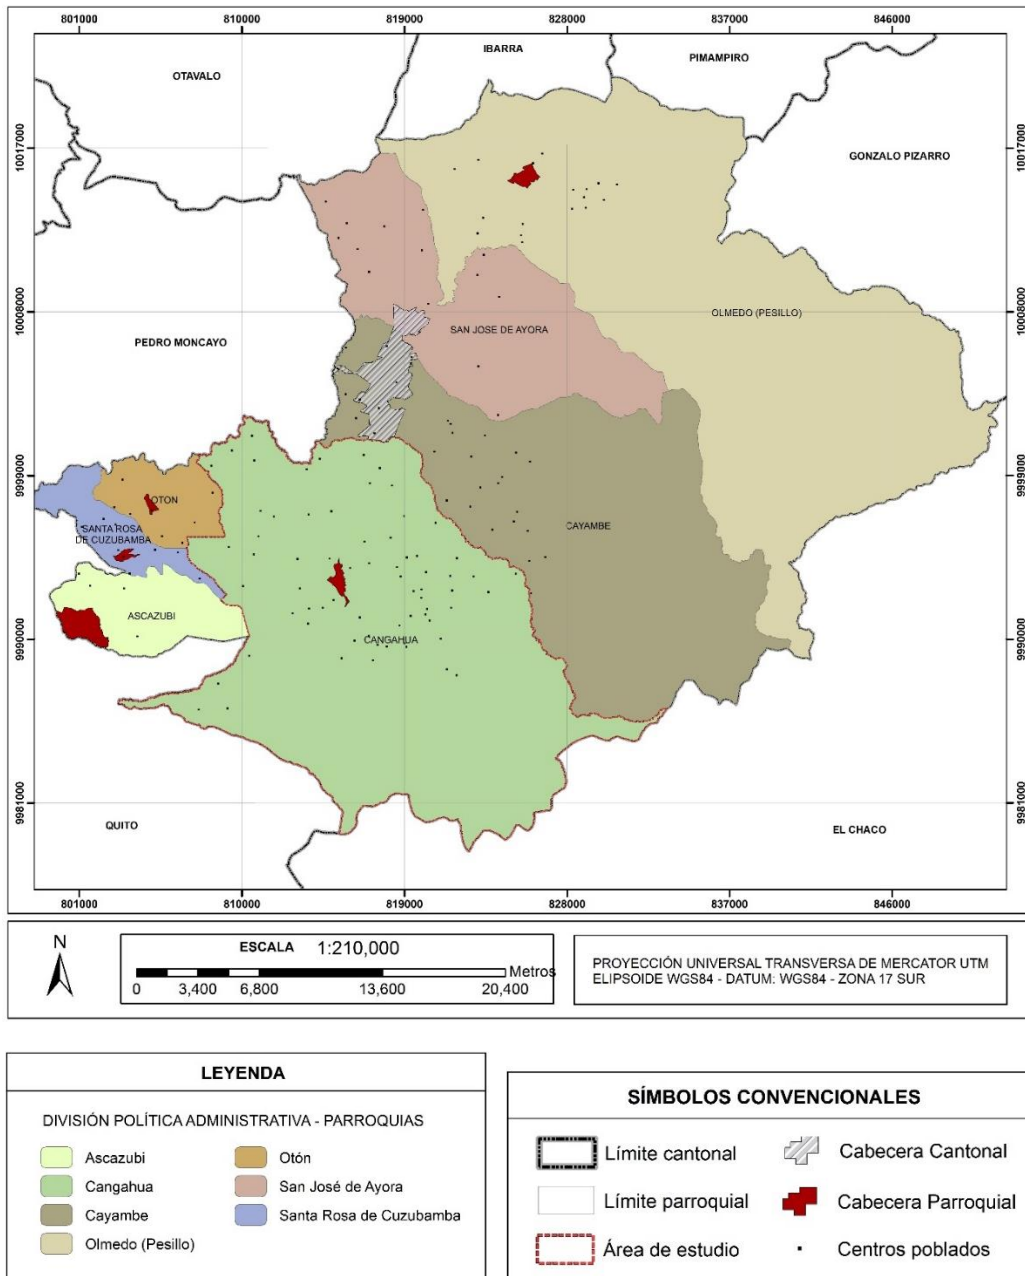 801000 810000 819000 828000 837000 846000
IBARRA
PIMAMPIRO
OTAVALO
10017000 10017000
GONZALO PIZARRO
10008000 10008000
OLMEDO (PESILLO)
SAN JOSE DE AYORA
PEDRO MONCAYO
9999000 9999000
OTON
SANTA ROSA
DE CUZUBAMBA
CAYAMBE
ASCAZUBI
CANGAHUA
9990000 9990000
9981000 9981000
QUITO
EL CHACO
801000 810000 819000 828000 837000 846000
N
ESCALA 1:210,000
Metros
0 3,400 6,800 13,600 20,400
PROYECCIÓN UNIVERSAL TRANSVERSA DE MERCATOR UTM
ELIPSOIDE WGS84 - DATUM: WGS84 - ZONA 17 SUR
LEYENDA
DIVISIÓN POLÍTICA ADMINISTRATIVA - PARROQUIAS
Ascazubi
Cangahua
Cayambe
Olmedo (Pesillo)
Otón
San José de Ayora
Santa Rosa de Cuzubamba
SÍMBOLOS CONVENCIONALES
Límite cantonal
Límite parroquial
Área de estudio
Cabecera Cantonal
Cabecera Parroquial
Centros poblados